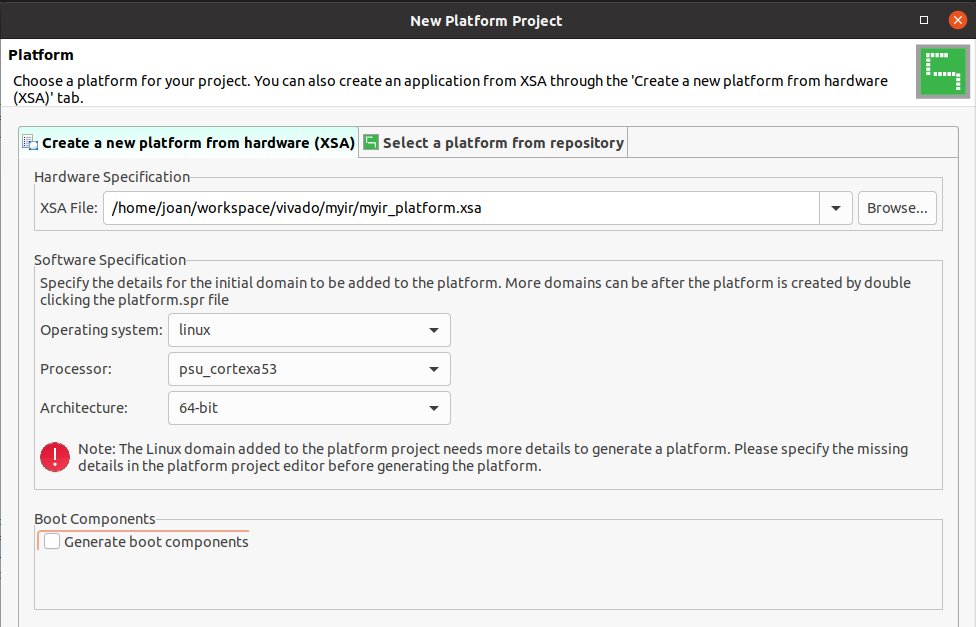 New Platform Project
Platform
Choose a platform for your project. You can also create an application from XSA through the 'Create a new platform from hardware
(XSA)' tab.
Create a new platform from hardware (XSA)
Select a platform from repository
Hardware Specification
XSA File:
/home/joan/workspace/vivado/myir/myir_platform.xsa
Browse...
Software Specification
Specify the details for the initial domain to be added to the platform. More domains can be after the platform is created by double
clicking the platform.spr file
Operating system:
linux
Processor:
psu_cortexa53
Architecture:
64-bit
Note: The Linux domain added to the platform project needs more details to generate a platform. Please specify the missing
details in the platform project editor before generating the platform.
Boot Components
Generate boot components